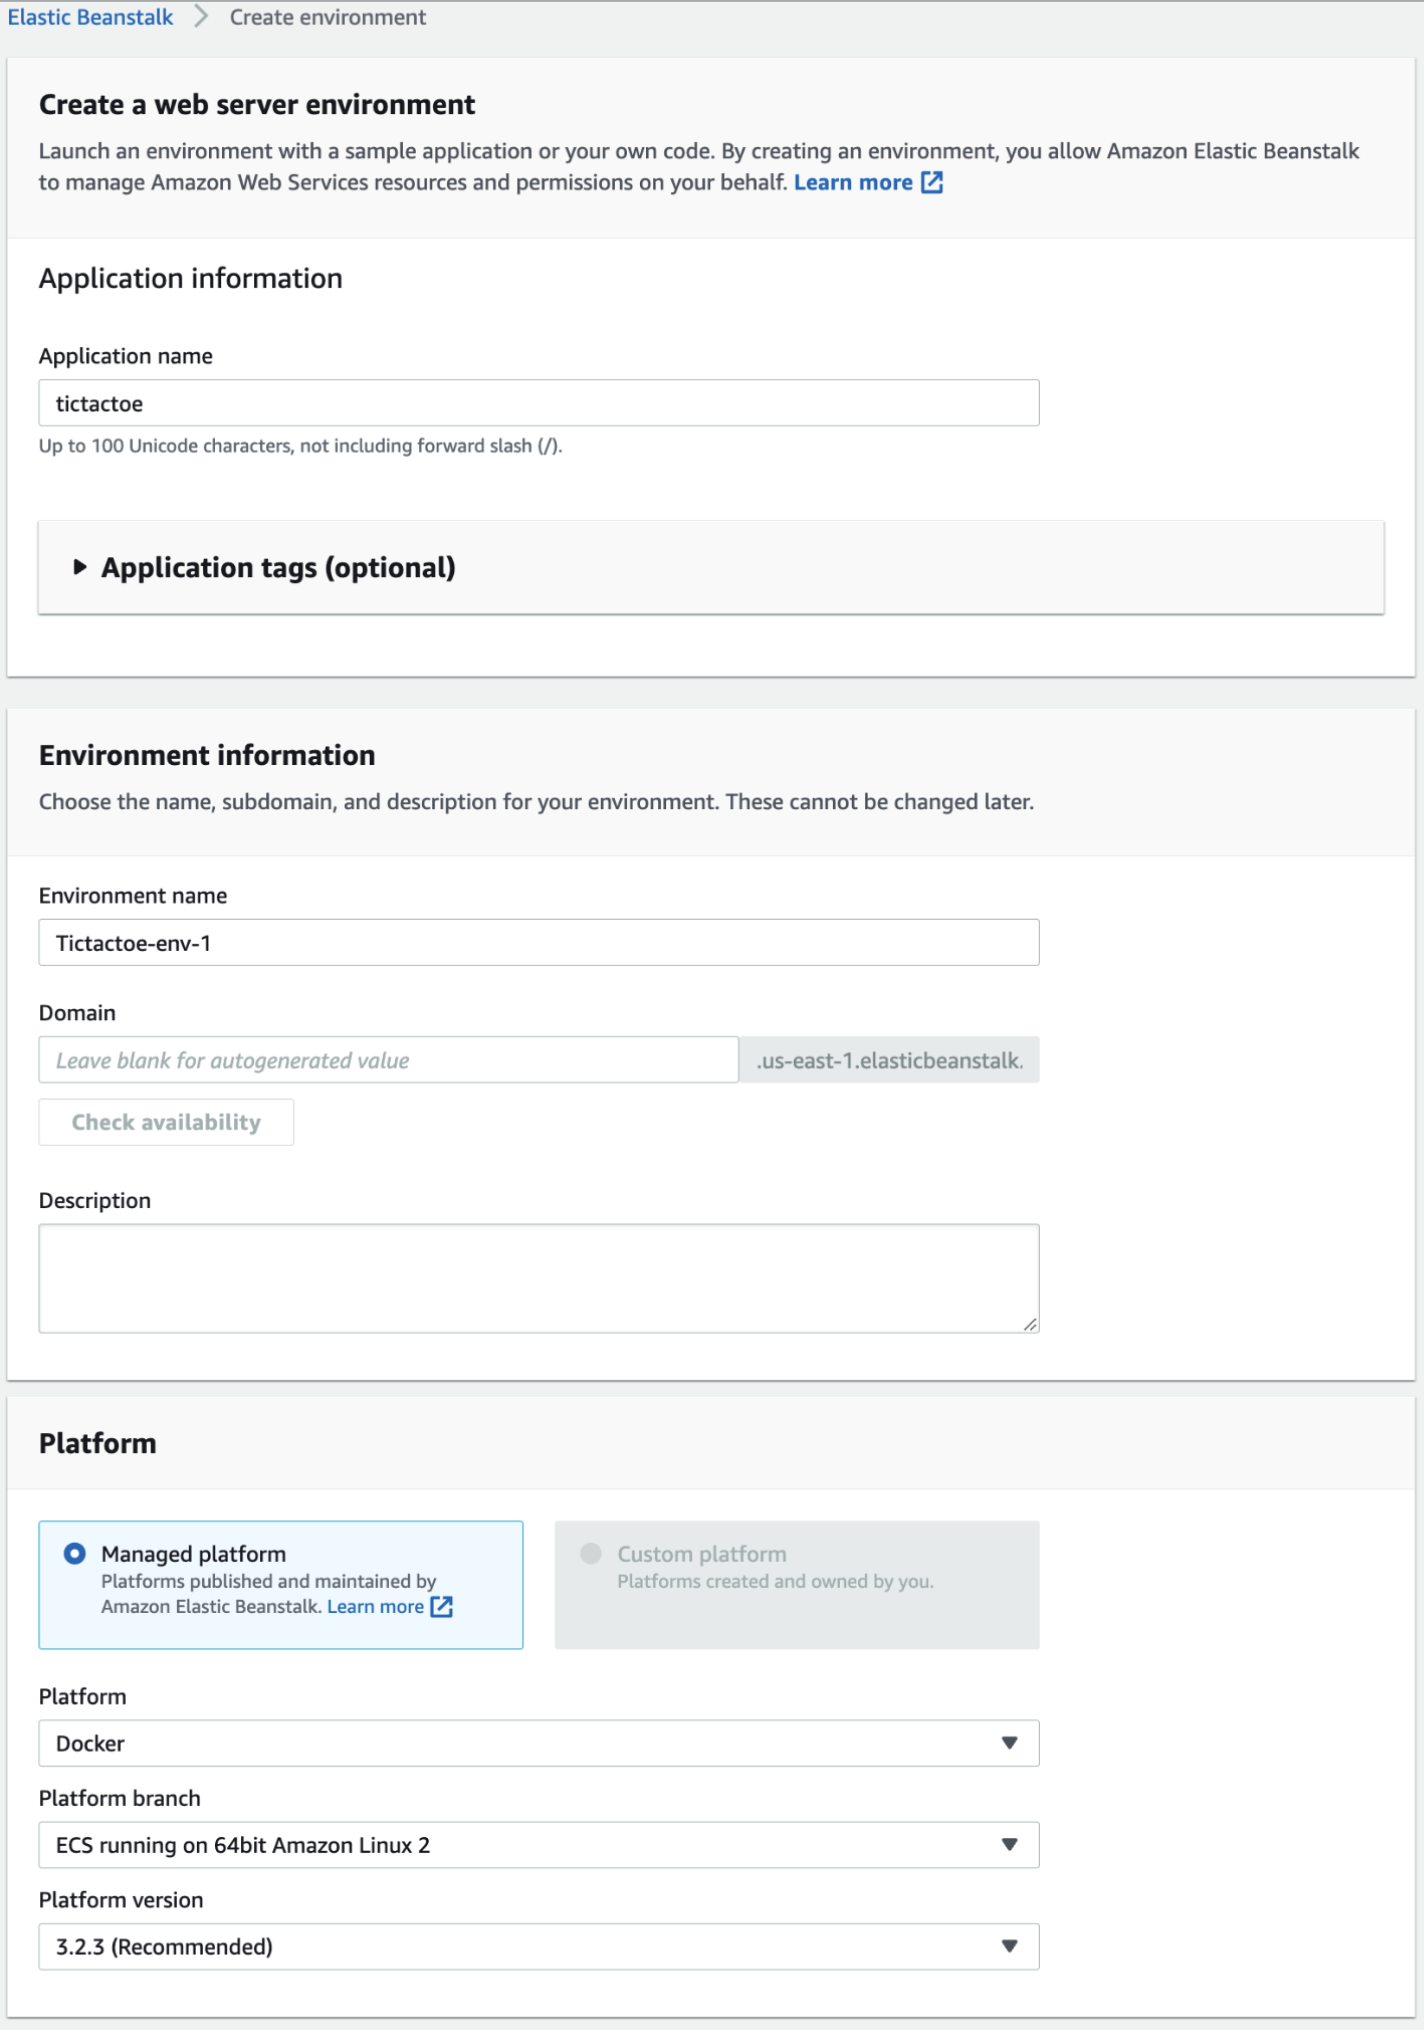 Elastic Beanstalk > Create environment
Create a web server environment
Launch an environment with a sample application or your own code. By creating an environment, you allow Amazon Elastic Beanstalk
to manage Amazon Web Services resources and permissions on your behalf. Learn more
Application information
Application name
tictactoe
Up to 100 Unicode characters, not including forward slash (/).
Application tags (optional)
Environment information
Choose the name, subdomain, and description for your environment. These cannot be changed later.
Environment name
Tictactoe-env-1
Domain
Leave blank for autogenerated value .us-east-1.elasticbeanstalk.
Check availability
Description
Platform
Managed platform
Platforms published and maintained by
Amazon Elastic Beanstalk. Learn more
Custom platform
Platforms created and owned by you.
Platform
Docker
Platform branch
ECS running on 64bit Amazon Linux 2
Platform version
3.2.3 (Recommended)